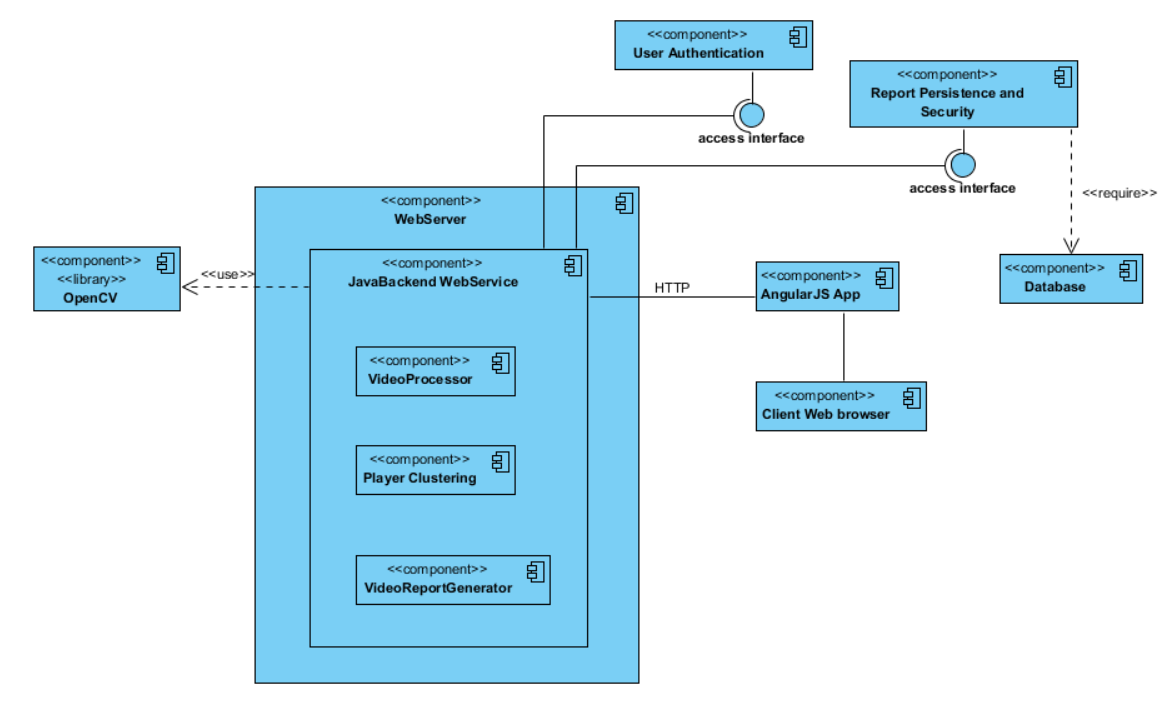 <<component>>
User Authentication
<<component>>
Report Persistence and
Security
access interface
access interface
<<require>>
<<component>>
WebServer
<<component>>
<<library>>
OpenCV
<<use>>
<<component>>
JavaBackend WebService
HTTP
<<component>>
AngularJS App
<<component>>
Database
<<component>>
VideoProcessor
<<component>>
Client Web browser
<<component>>
Player Clustering
<<component>>
VideoReportGenerator